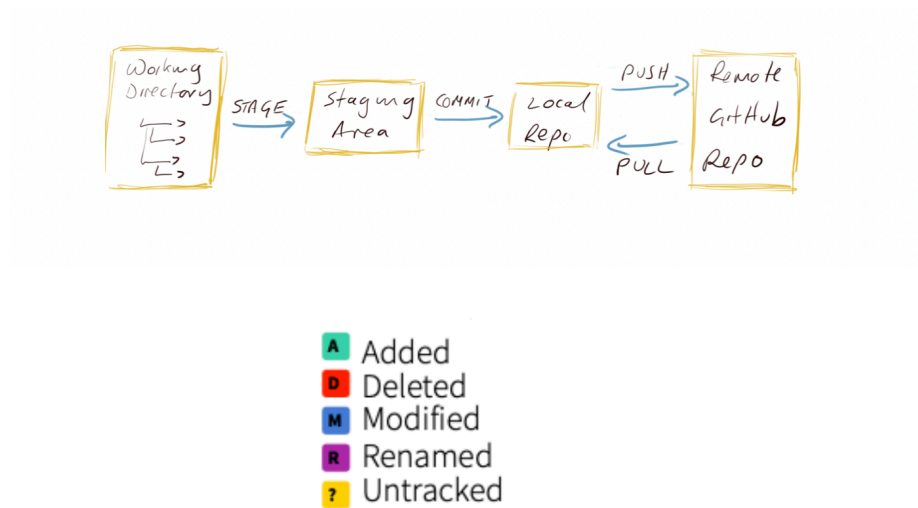 Working
Directory
STAGE
Staging
Area
COMMIT
Local
Repo
PUSH
PULL
Remote
GitHub
Repo
A Added
D Deleted
M Modified
R Renamed
? Untracked